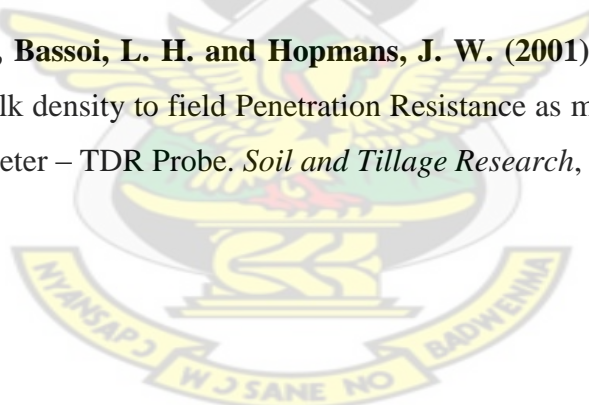 , Bassoi, L. H. and Hopmans, J. W. (2001)
lk density to field Penetration Resistance as m
eter – TDR Probe. Soil and Tillage Research,
NYANSAPO
WO SANE NO
BADWENMA